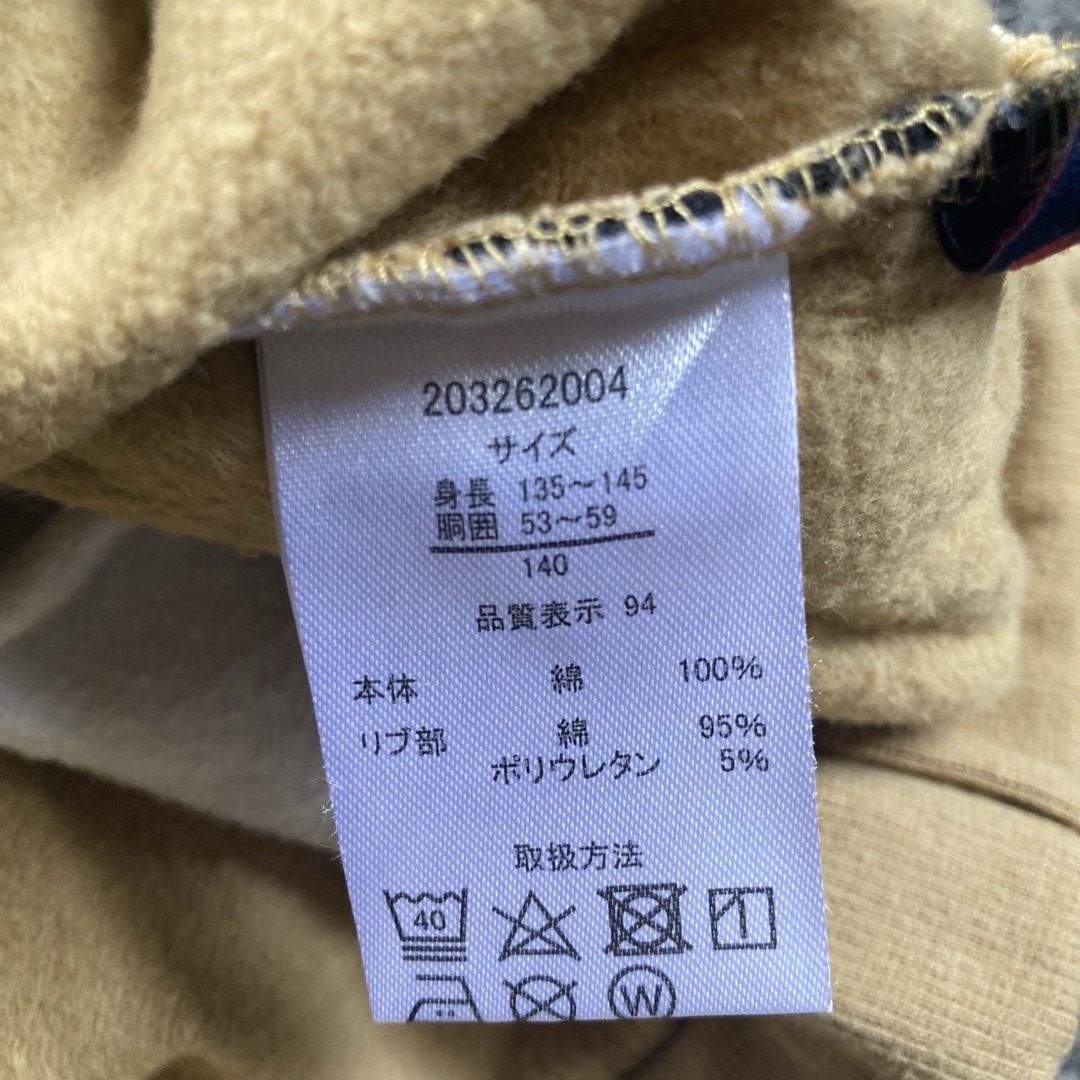 203262004
サイズ
身長 135～145
胴囲 53～59
140
品質表示 94
本体 綿 100%
リブ部 綿 95%
ポリウレタン 5%
取扱方法
40
W